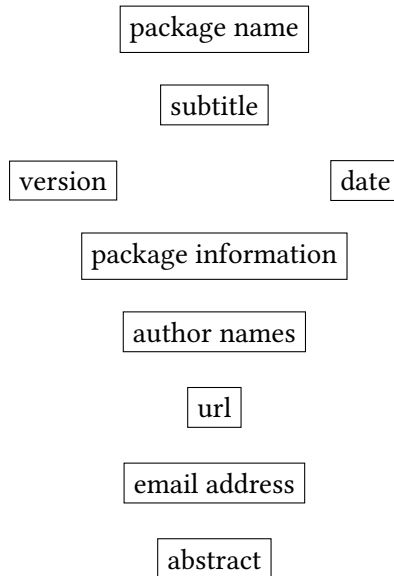 package name
subtitle
version date
package information
author names
url
email address
abstract